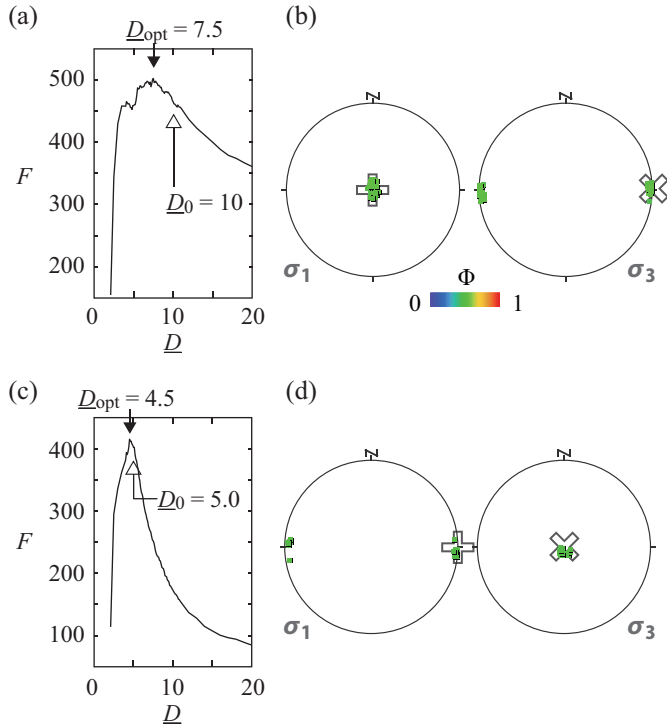 (a)
D_opt = 7.5
500
400
300
200
F
D_0 = 10
0
10
20
D
(b)
N
N
σ1
σ3
Φ
0
1
(c)
D_opt = 4.5
400
300
200
100
F
D_0 = 5.0
0
10
20
D
(d)
N
N
σ1
σ3